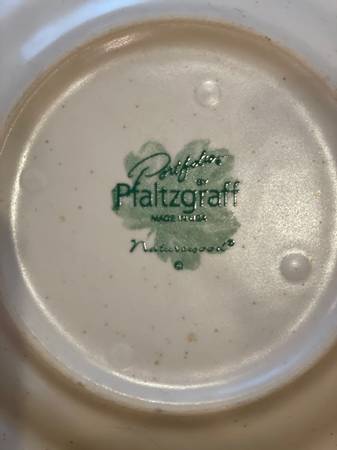 Portfolio®
BY
Pfaltzgraff
MADE IN USA
Naturewood®
©